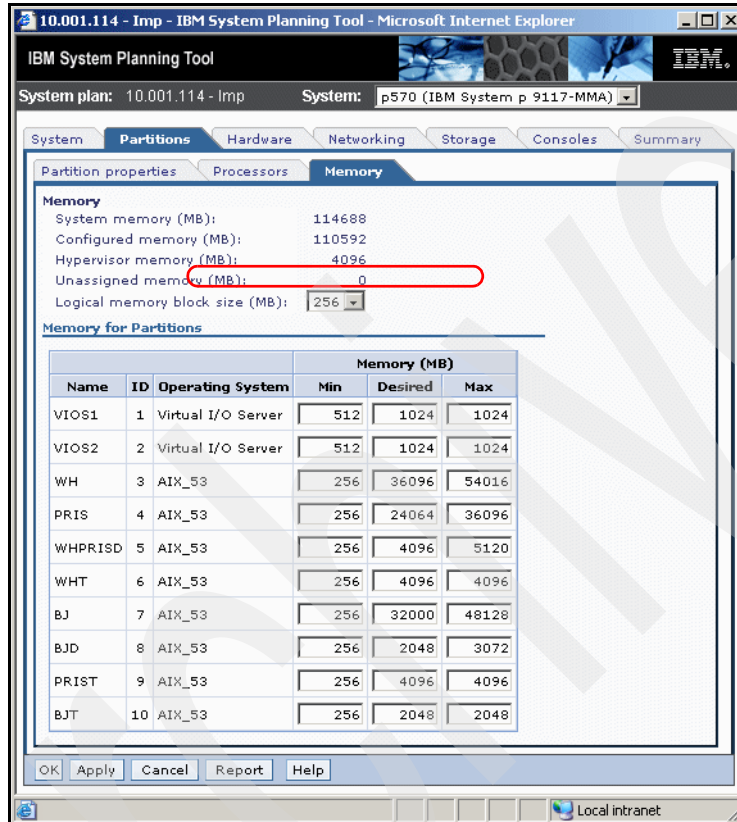 10.001.114 - Imp - IBM System Planning Tool - Microsoft Internet Explorer
IBM System Planning Tool
IBM.
System plan: 10.001.114 - Imp System: p570 (IBM System p 9117-MMA)
System Partitions Hardware Networking Storage Consoles Summary
Partition properties Processors Memory
Memory
System memory (MB): 114688
Configured memory (MB): 110592
Hypervisor memory (MB): 4096
Unassigned memory (MB): 0
Logical memory block size (MB): 256
Memory for Partitions
Memory (MB)
Name ID Operating System Min Desired Max
VIOS1 1 Virtual I/O Server 512 1024 1024
VIOS2 2 Virtual I/O Server 512 1024 1024
WH 3 AIX_53 256 36096 54016
PRIS 4 AIX_53 256 24064 36096
WHPRISD 5 AIX_53 256 4096 5120
WHT 6 AIX_53 256 4096 4096
BJ 7 AIX_53 256 32000 48128
BJD 8 AIX_53 256 2048 3072
PRIST 9 AIX_53 256 4096 4096
BJT 10 AIX_53 256 2048 2048
OK Apply Cancel Report Help
Local intranet